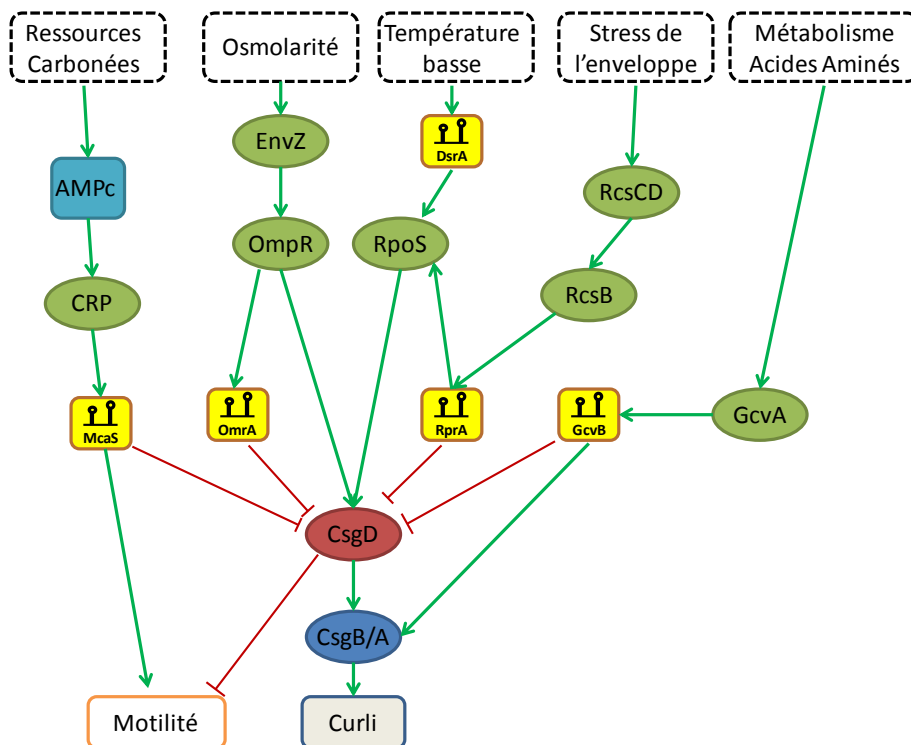 Ressources
Carbonées
Osmolarité
Température
basse
Stress de
l'enveloppe
Métabolisme
Acides Aminés
EnvZ
DsrA
AMPc
RcsCD
OmpR
RpoS
CRP
RcsB
McaS
OmrA
RprA
GcvB
GcvA
CsgD
CsgB/A
Motilité
Curli